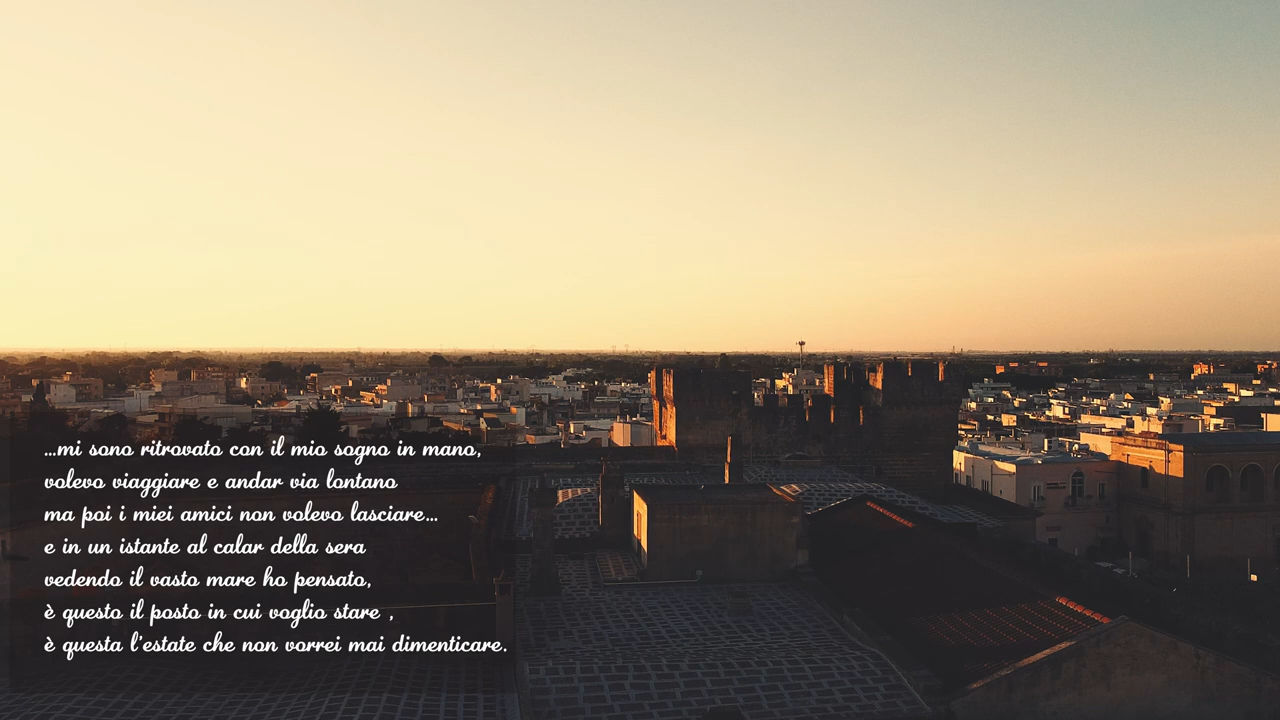 ...mi sono ritrovato con il mio sogno in mano,
volevo viaggiare e andar via lontano
ma poi i miei amici non volevo lasciare...
e in un istante al calar della sera
vedendo il vasto mare ho pensato,
è questo il posto in cui voglio stare ,
è questa l'estate che non vorrei mai dimenticare.